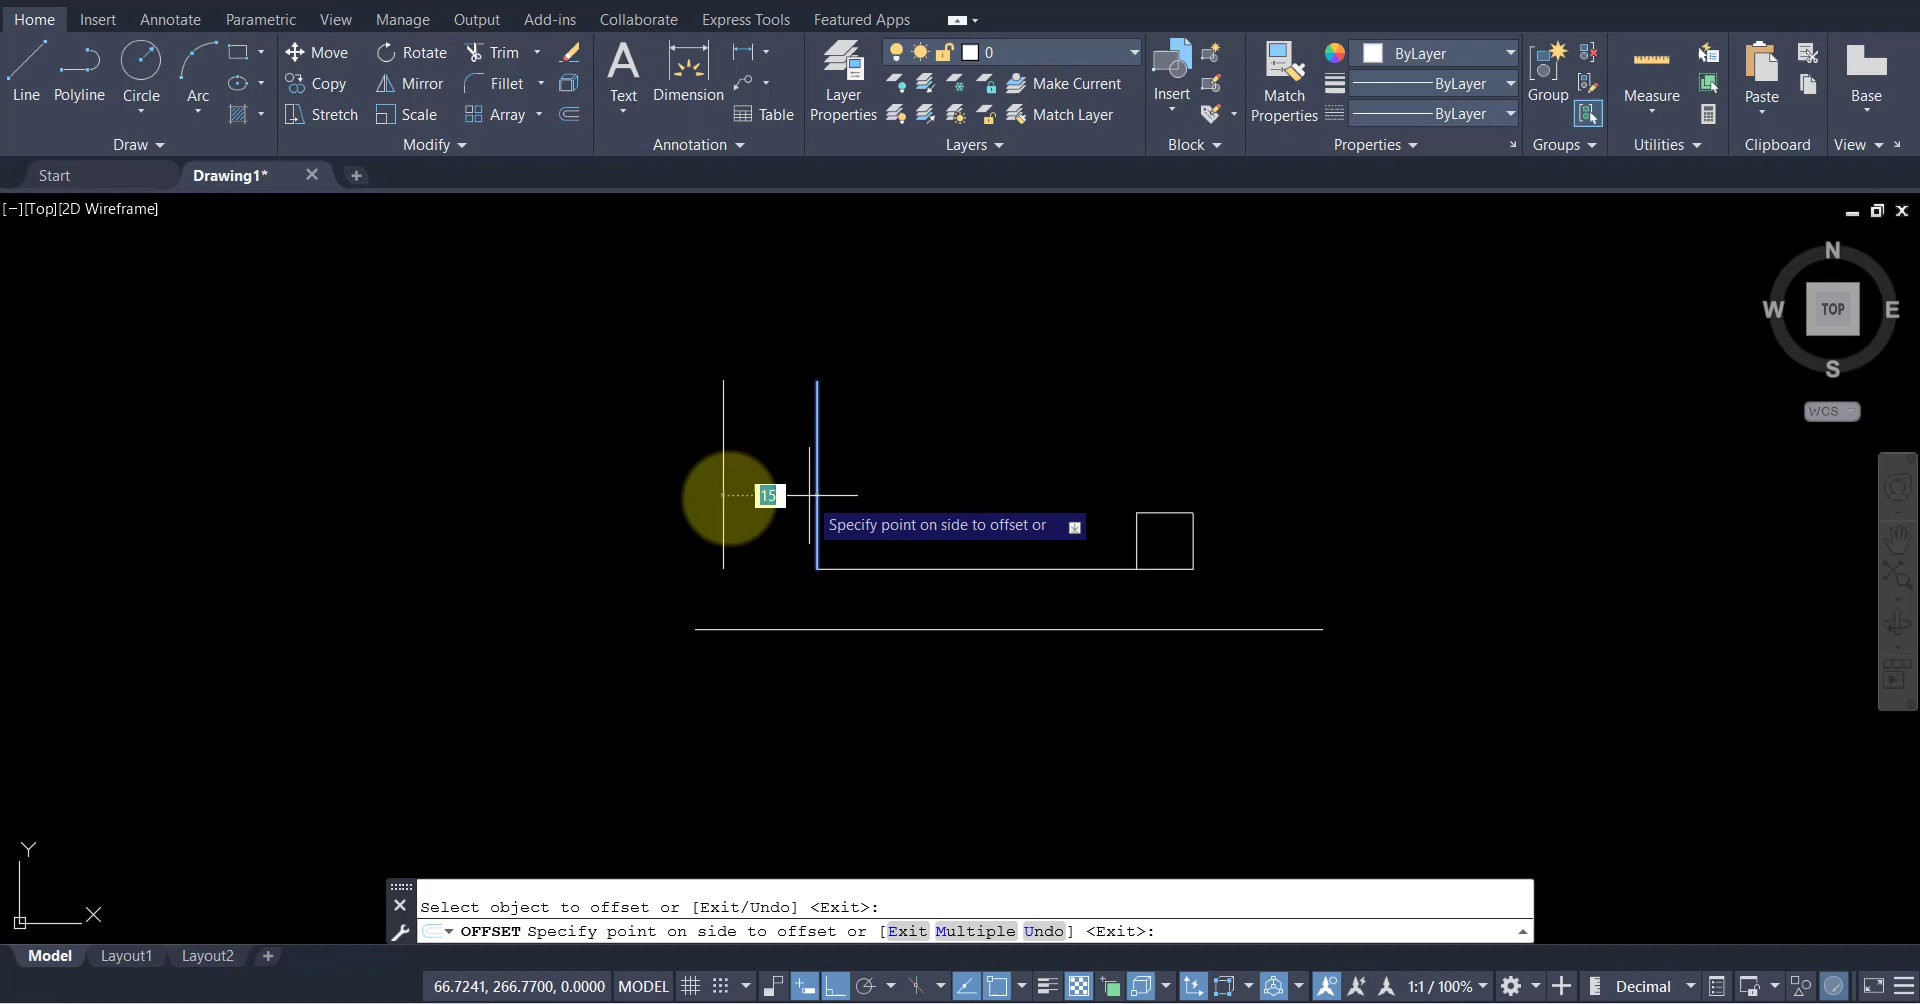 Home Insert Annotate Parametric View Manage Output Add-ins Collaborate Express Tools Featured Apps
Line Polyline Circle Arc
Draw
Move Rotate Trim
Copy Mirror Fillet
Stretch Scale Array
Modify
Text Dimension Table
Annotation
Layer Properties
0
Make Current
Match Layer
Layers
Insert
Block
Match Properties
ByLayer
ByLayer
ByLayer
Properties
Group
Groups
Measure
Utilities
Paste
Clipboard
Base
View
Start Drawing1*
[−][Top][2D Wireframe]
N
W TOP E
S
WCS
15
Specify point on side to offset or
Y
X
Select object to offset or [Exit/Undo] <Exit>:
OFFSET Specify point on side to offset or [Exit Multiple Undo] <Exit>:
Model Layout1 Layout2
66.7241, 266.7700, 0.0000 MODEL 1:1 / 100% Decimal